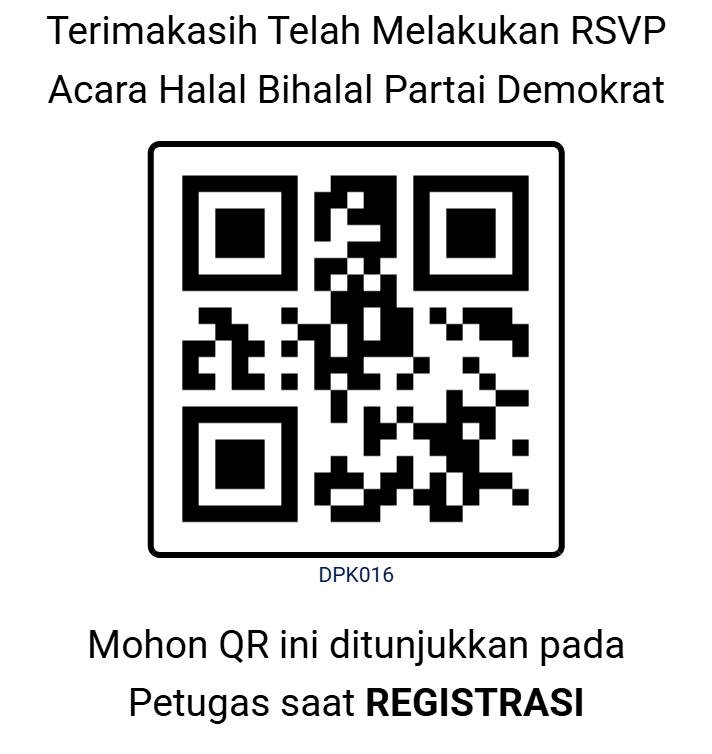 Terimakasih Telah Melakukan RSVP
Acara Halal Bihalal Partai Demokrat
DPK016
Mohon QR ini ditunjukkan pada
Petugas saat REGISTRASI